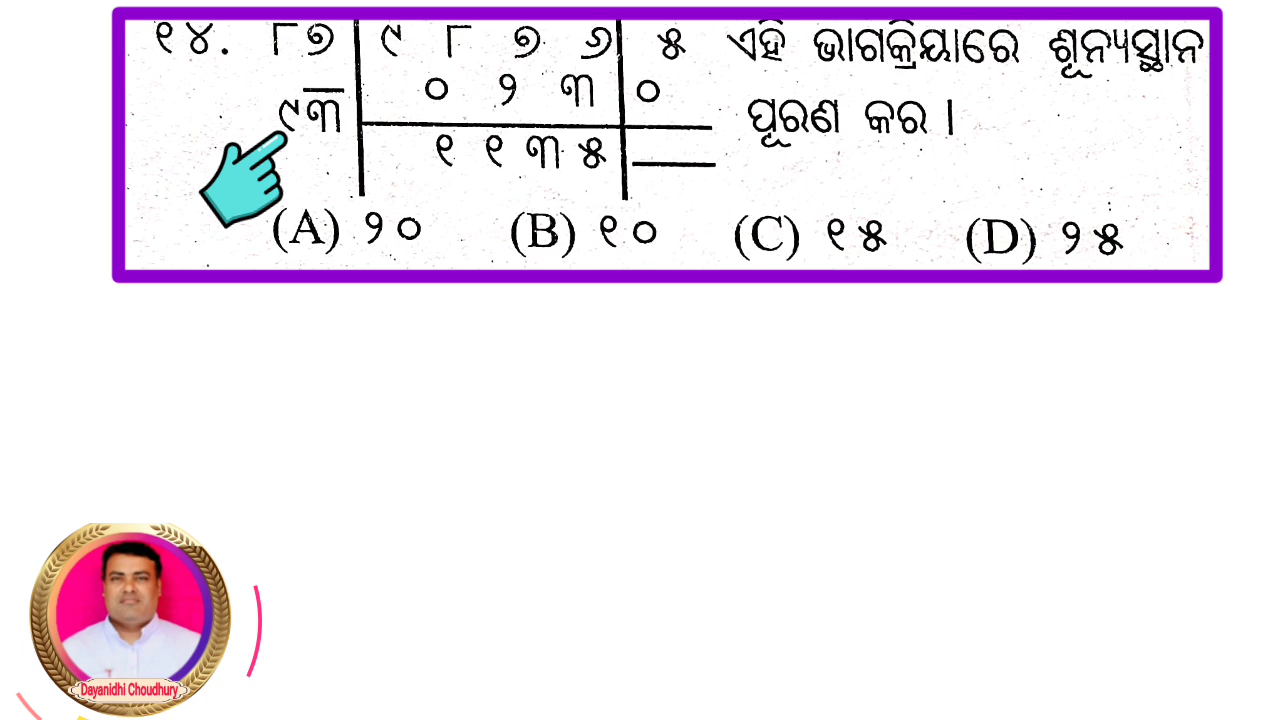 ୧୪. ୮୭ ୯ ୮ ୭ ୬ ୫ ଏହି ଭାଗକ୍ରିୟାରେ ଶୂନ୍ୟସ୍ଥାନ
୯୩̅ ୦ ୨ ୩ ୦ ପୂରଣ କର ।
୧ ୧ ୩ ୫ ____
(A) ୨୦ (B) ୧୦ (C) ୧୫ (D) ୨୫
Dayanidhi Choudhury